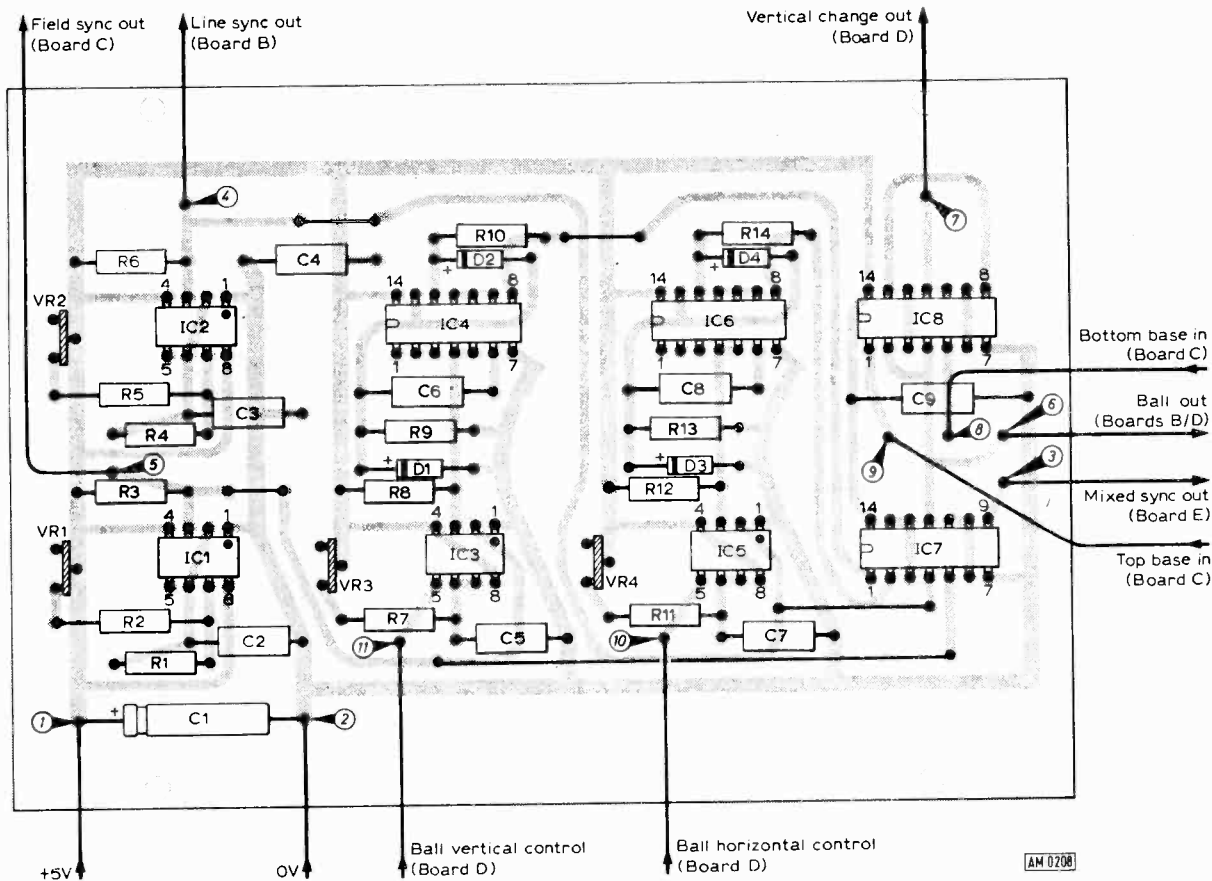 Field sync out
(Board C)
Line sync out
(Board B)
Vertical change out
(Board D)
4
7
R10
D2
+
R14
D4
+
R6
C4
VR2
4 1
IC2
5 8
14 8
IC4
1 7
14 8
IC6
1 7
14 8
IC8
1 7
Bottom base in
(Board C)
R5
C3
R4
C6
C8
C9
6
Ball out
(Boards B/D)
R9
R13
8
5
9
3
+
D1
+
D3
R3
R8
R12
Mixed sync out
(Board E)
VR1
4 1
IC1
5 8
VR3
4 1
IC3
5 8
VR4
4 1
IC5
5 8
14 9
IC7
1 7
Top base in
(Board C)
R2
C2
R1
R7
11
C5
R11
10
C7
1
+
C1
2
+5V
0V
Ball vertical control
(Board D)
Ball horizontal control
(Board D)
AM 0208